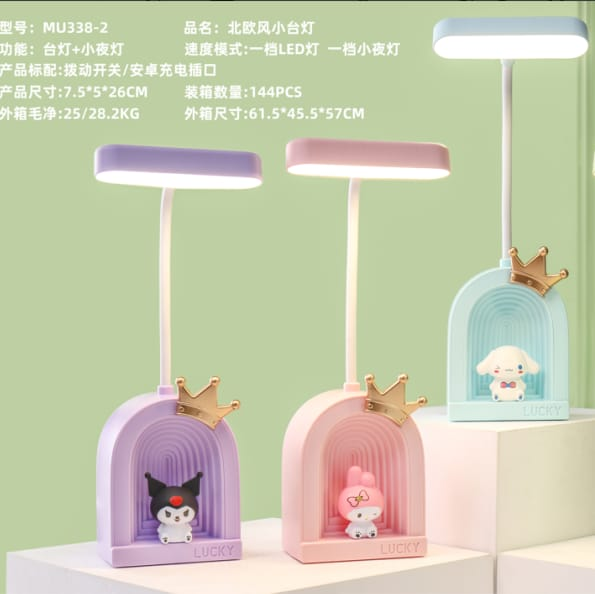 型号：MU338-2 品名：北欧风小台灯
功能：台灯+小夜灯 速度模式:一档LED灯 一档小夜灯
产品标配:拨动开关/安卓充电插口
产品尺寸:7.5*5*26CM 装箱数量:144PCS
外箱毛净:25/28.2KG 外箱尺寸:61.5*45.5*57CM
LUCKY
LUCKY
LUCKY